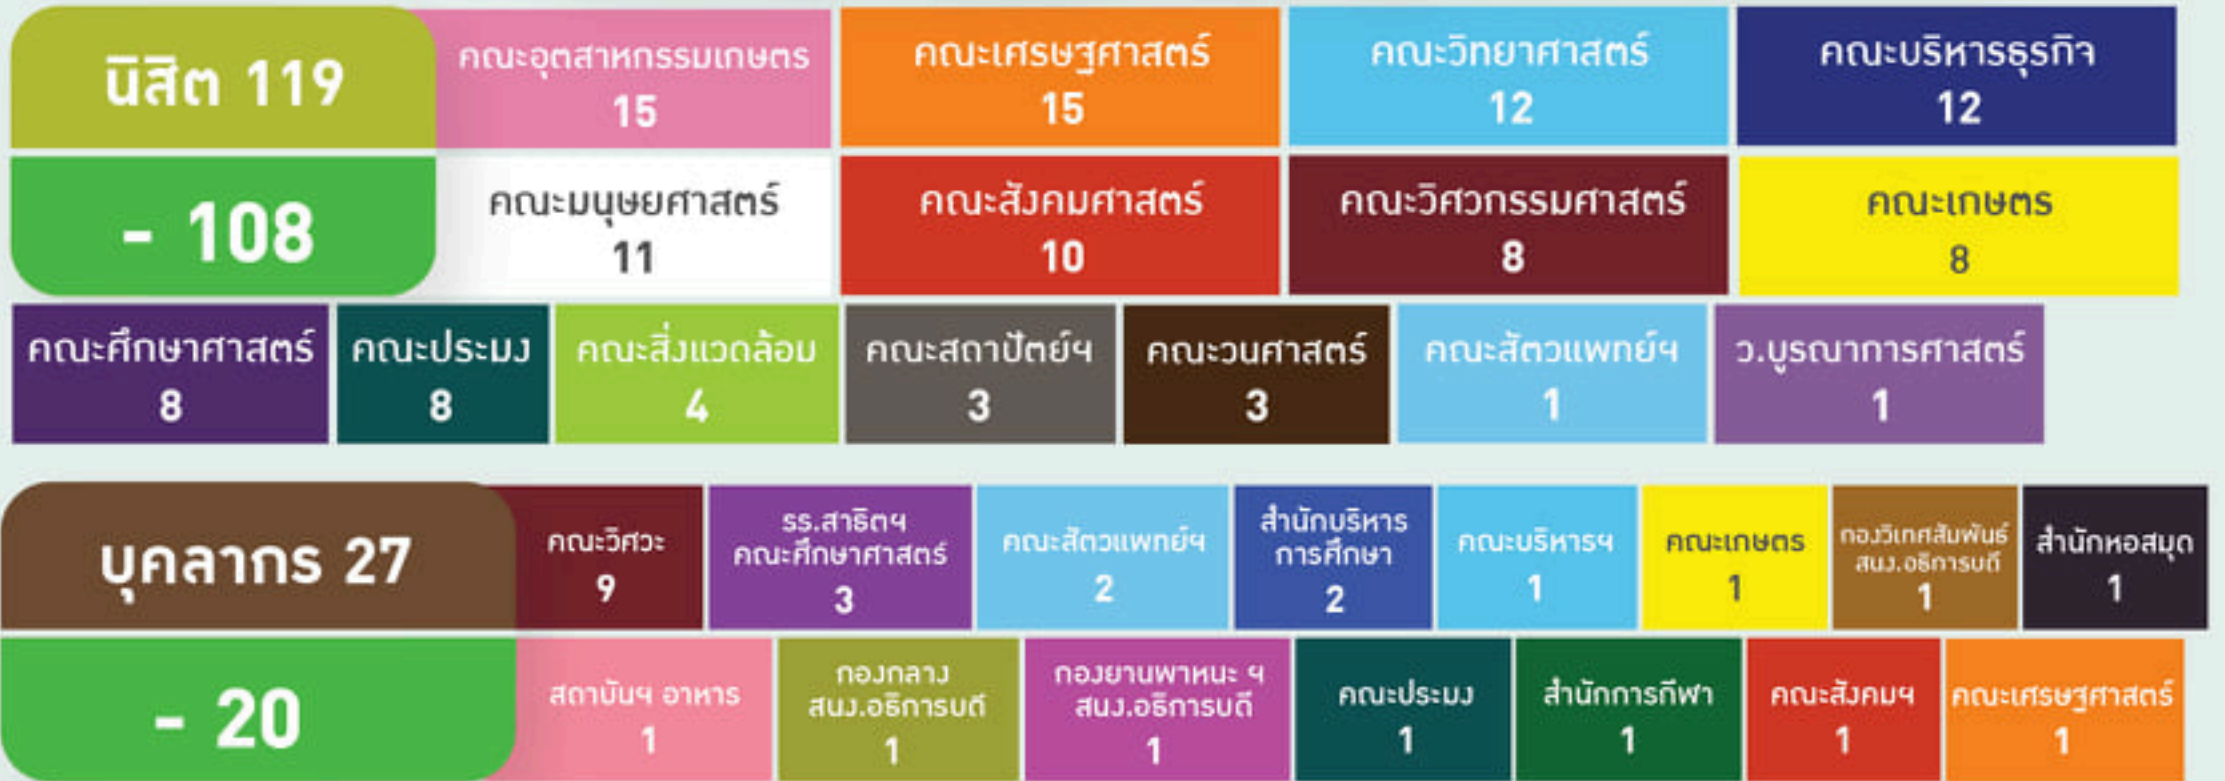 นิสิต 119
คณะอุตสาหกรรมเกษตร
15
คณะเศรษฐศาสตร์
15
คณะวิทยาศาสตร์
12
คณะบริหารธุรกิจ
12
- 108
คณะมนุษยศาสตร์
11
คณะสังคมศาสตร์
10
คณะวิศวกรรมศาสตร์
8
คณะเกษตร
8
คณะศึกษาศาสตร์
8
คณะประมง
8
คณะสิ่งแวดล้อม
4
คณะสถาปัตย์ฯ
3
คณะวนศาสตร์
3
คณะสัตวแพทย์ฯ
1
ว.บูรณาการศาสตร์
1
บุคลากร 27
คณะวิศวะ
9
รร.สาธิตฯ
คณะศึกษาศาสตร์
3
คณะสัตวแพทย์ฯ
2
สำนักบริหาร
การศึกษา
2
คณะบริหารฯ
1
คณะเกษตร
1
กองวิเทศสัมพันธ์
สนง.อธิการบดี
1
สำนักหอสมุด
1
- 20
สถาบันฯ อาหาร
1
กองกลาง
สนง.อธิการบดี
1
กองยานพาหนะ ฯ
สนง.อธิการบดี
1
คณะประมง
1
สำนักการกีฬา
1
คณะสังคมฯ
1
คณะเศรษฐศาสตร์
1